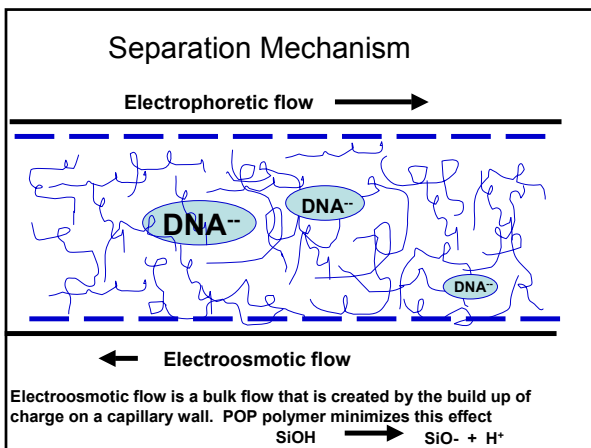 Separation Mechanism
Electrophoretic flow
DNA--
DNA--
DNA--
Electroosmotic flow
Electroosmotic flow is a bulk flow that is created by the build up of
charge on a capillary wall.  POP polymer minimizes this effect
SiOH SiO- + H+